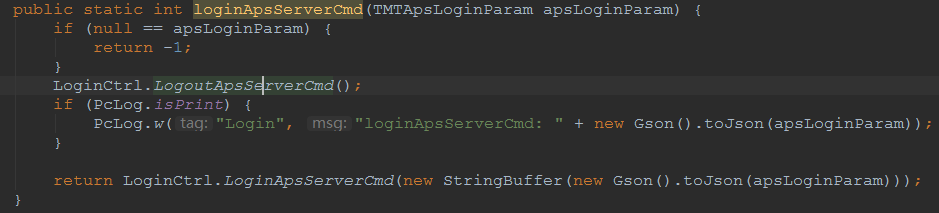 public static int loginApsServerCmd(TMTApsLoginParam apsLoginParam) {
    if (null == apsLoginParam) {
        return -1;
    }
    LoginCtrl.LogoutApsServerCmd();
    if (PcLog.isPrint) {
        PcLog.w( tag: "Login", msg: "loginApsServerCmd: " + new Gson().toJson(apsLoginParam));
    }

    return LoginCtrl.LoginApsServerCmd(new StringBuffer(new Gson().toJson(apsLoginParam)));
}